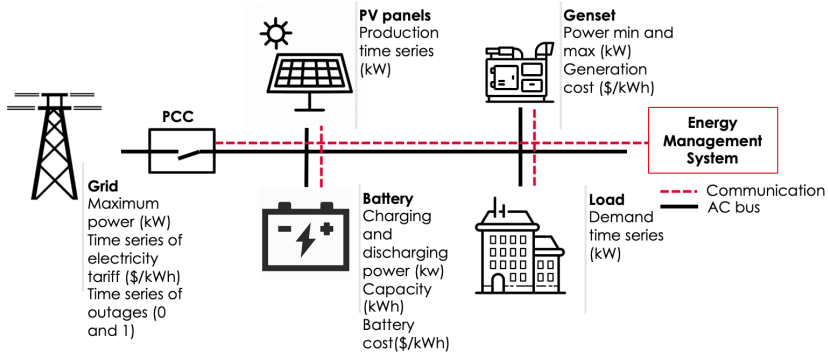 PV panels
Production
time series
(kW)
Genset
Power min and
max (kW)
Generation
cost ($/kWh)
PCC
Energy
Management
System
Grid
Maximum
power (kW)
Time series of
electricity
tariff ($/kWh)
Time series of
outages (0
and 1)
Battery
Charging
and
discharging
power (kw)
Capacity
(kWh)
Battery
cost($/kWh)
Load
Demand
time series
(kW)
Communication
AC bus